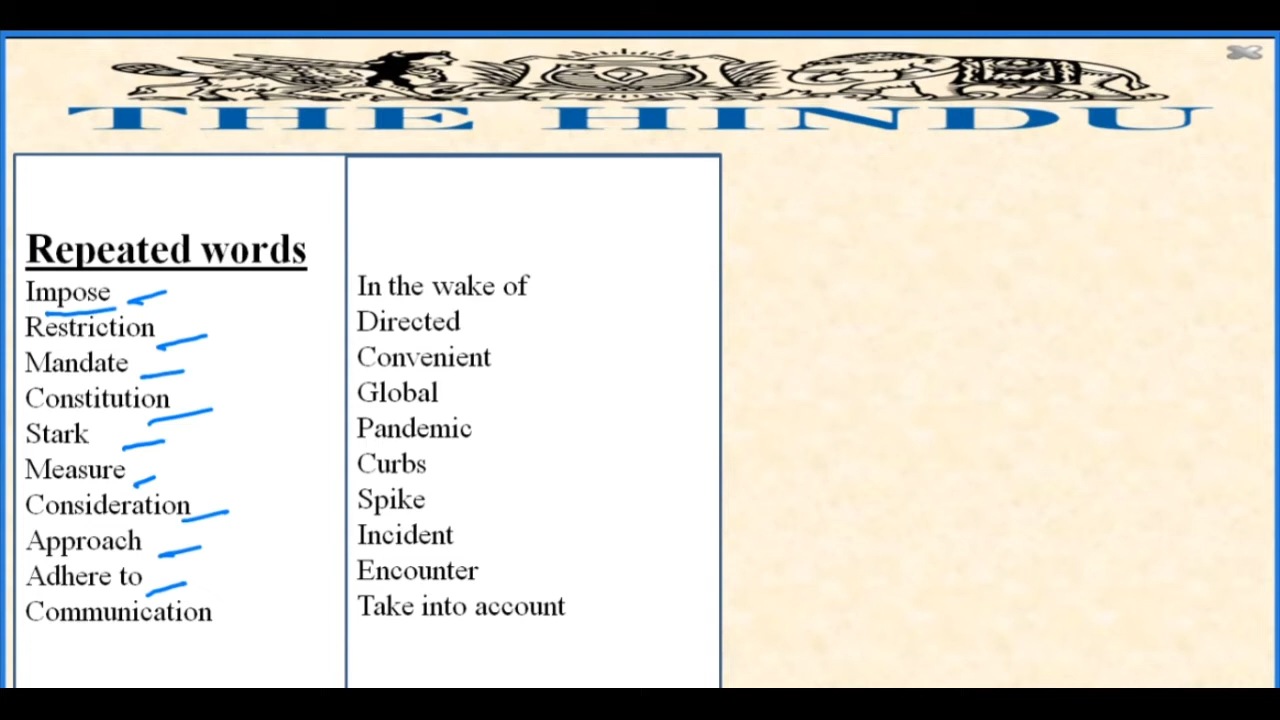 THE HINDU
Repeated words
Impose
Restriction
Mandate
Constitution
Stark
Measure
Consideration
Approach
Adhere to
Communication
In the wake of
Directed
Convenient
Global
Pandemic
Curbs
Spike
Incident
Encounter
Take into account